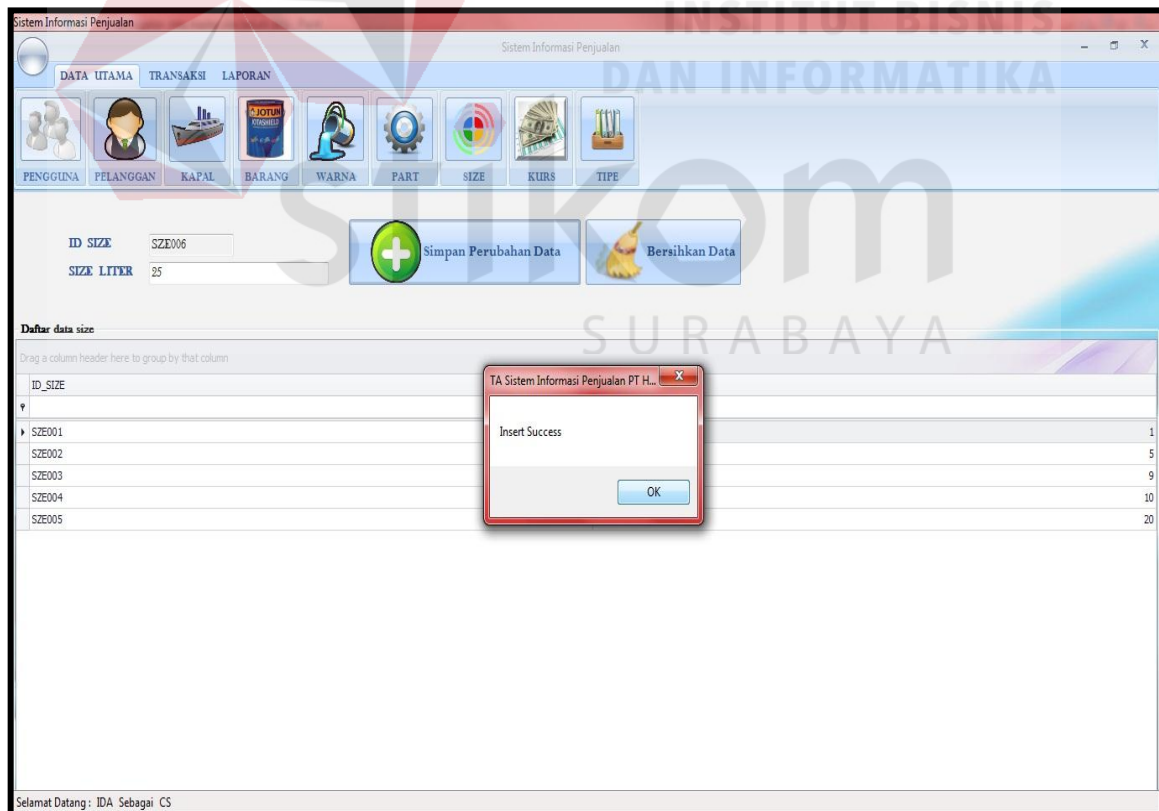 INSTITUT BISNIS
DAN INFORMATIKA
stikom
SURABAYA
Sistem Informasi Penjualan
Sistem Informasi Penjualan
DATA UTAMA TRANSAKSI LAPORAN
JOTUN
PENGGUNA PELANGGAN KAPAL BARANG WARNA PART SIZE KURS TIPE
ID SIZE SZE006
SIZE LITER 25
Simpan Perubahan Data Bersihkan Data
Daftar data size
Drag a column header here to group by that column
ID_SIZE
SZE001 1
SZE002 5
SZE003 9
SZE004 10
SZE005 20
TA Sistem Informasi Penjualan PT H... X
Insert Success
OK
Selamat Datang : IDA Sebagai CS